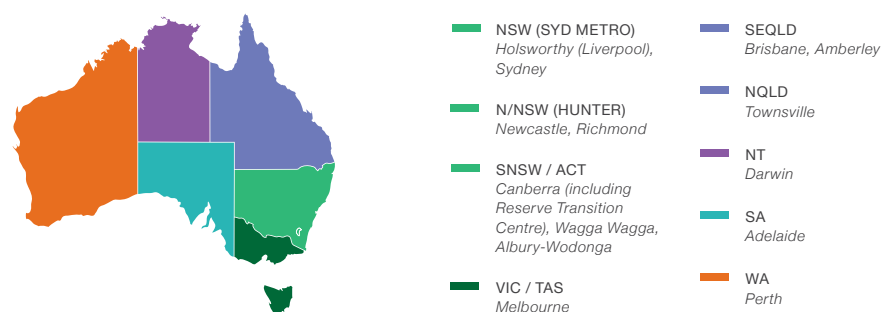 NSW (SYD METRO)
Holsworthy (Liverpool),
Sydney
N/NSW (HUNTER)
Newcastle, Richmond
SNSW / ACT
Canberra (including
Reserve Transition
Centre), Wagga Wagga,
Albury-Wodonga
VIC / TAS
Melbourne
SEQLD
Brisbane, Amberley
NQLD
Townsville
NT
Darwin
SA
Adelaide
WA
Perth